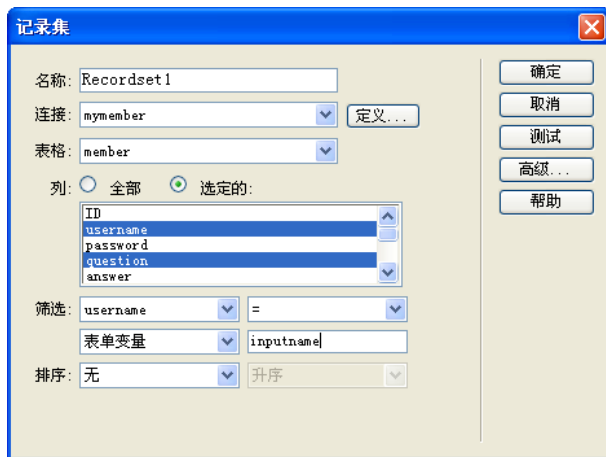 记录集
名称: Recordset1
连接: mymember 定义...
表格: member
列: 全部 选定的:
ID
username
password
question
answer
筛选: username =
表单变量 inputname
排序: 无 升序
确定
取消
测试
高级...
帮助